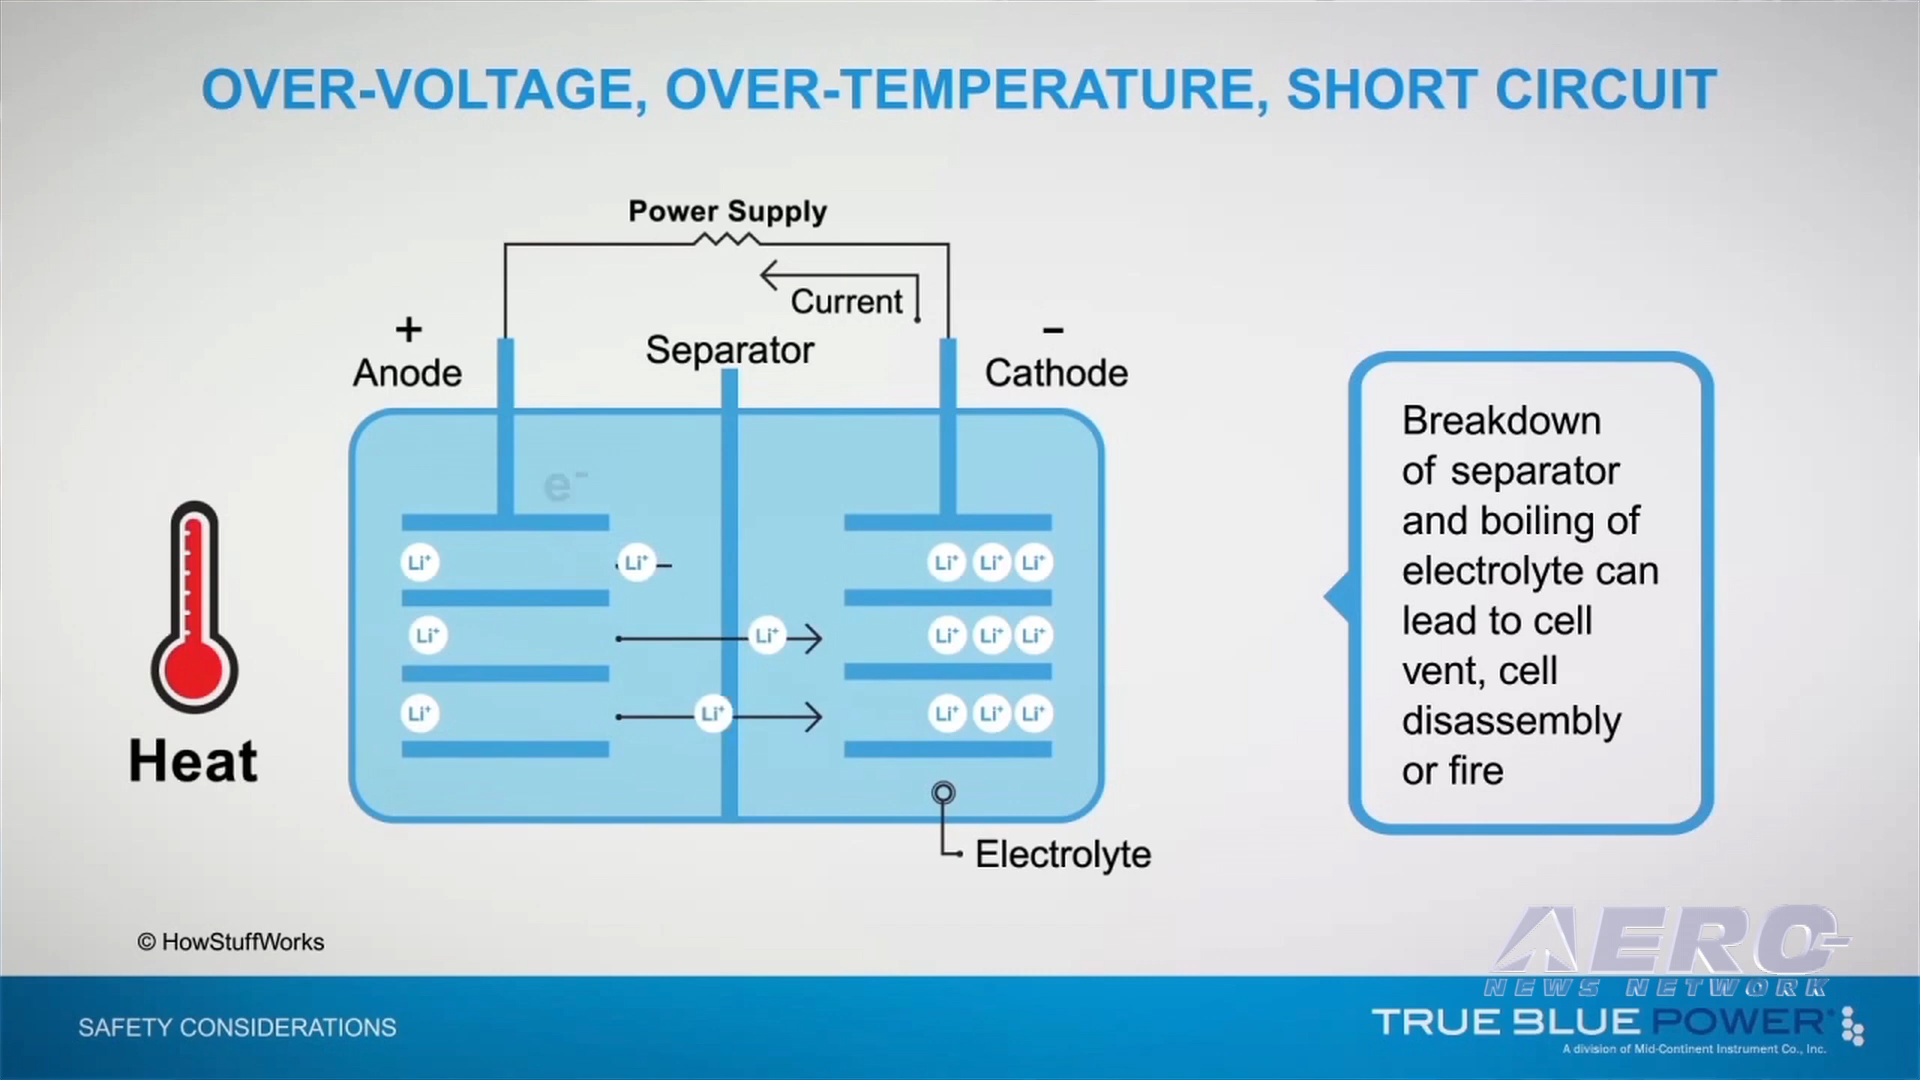 OVER-VOLTAGE, OVER-TEMPERATURE, SHORT CIRCUIT
Power Supply
Current
+
Anode
Separator
–
Cathode
e⁻
Li⁺
Li⁺
Li⁺ Li⁺ Li⁺
Li⁺
Li⁺
Li⁺ Li⁺ Li⁺
Li⁺
Li⁺
Li⁺ Li⁺ Li⁺
Heat
Electrolyte
Breakdown
of separator
and boiling of
electrolyte can
lead to cell
vent, cell
disassembly
or fire
© HowStuffWorks
AERO
NEWS NETWORK
SAFETY CONSIDERATIONS
TRUE BLUE POWER®
A division of Mid-Continent Instrument Co., Inc.